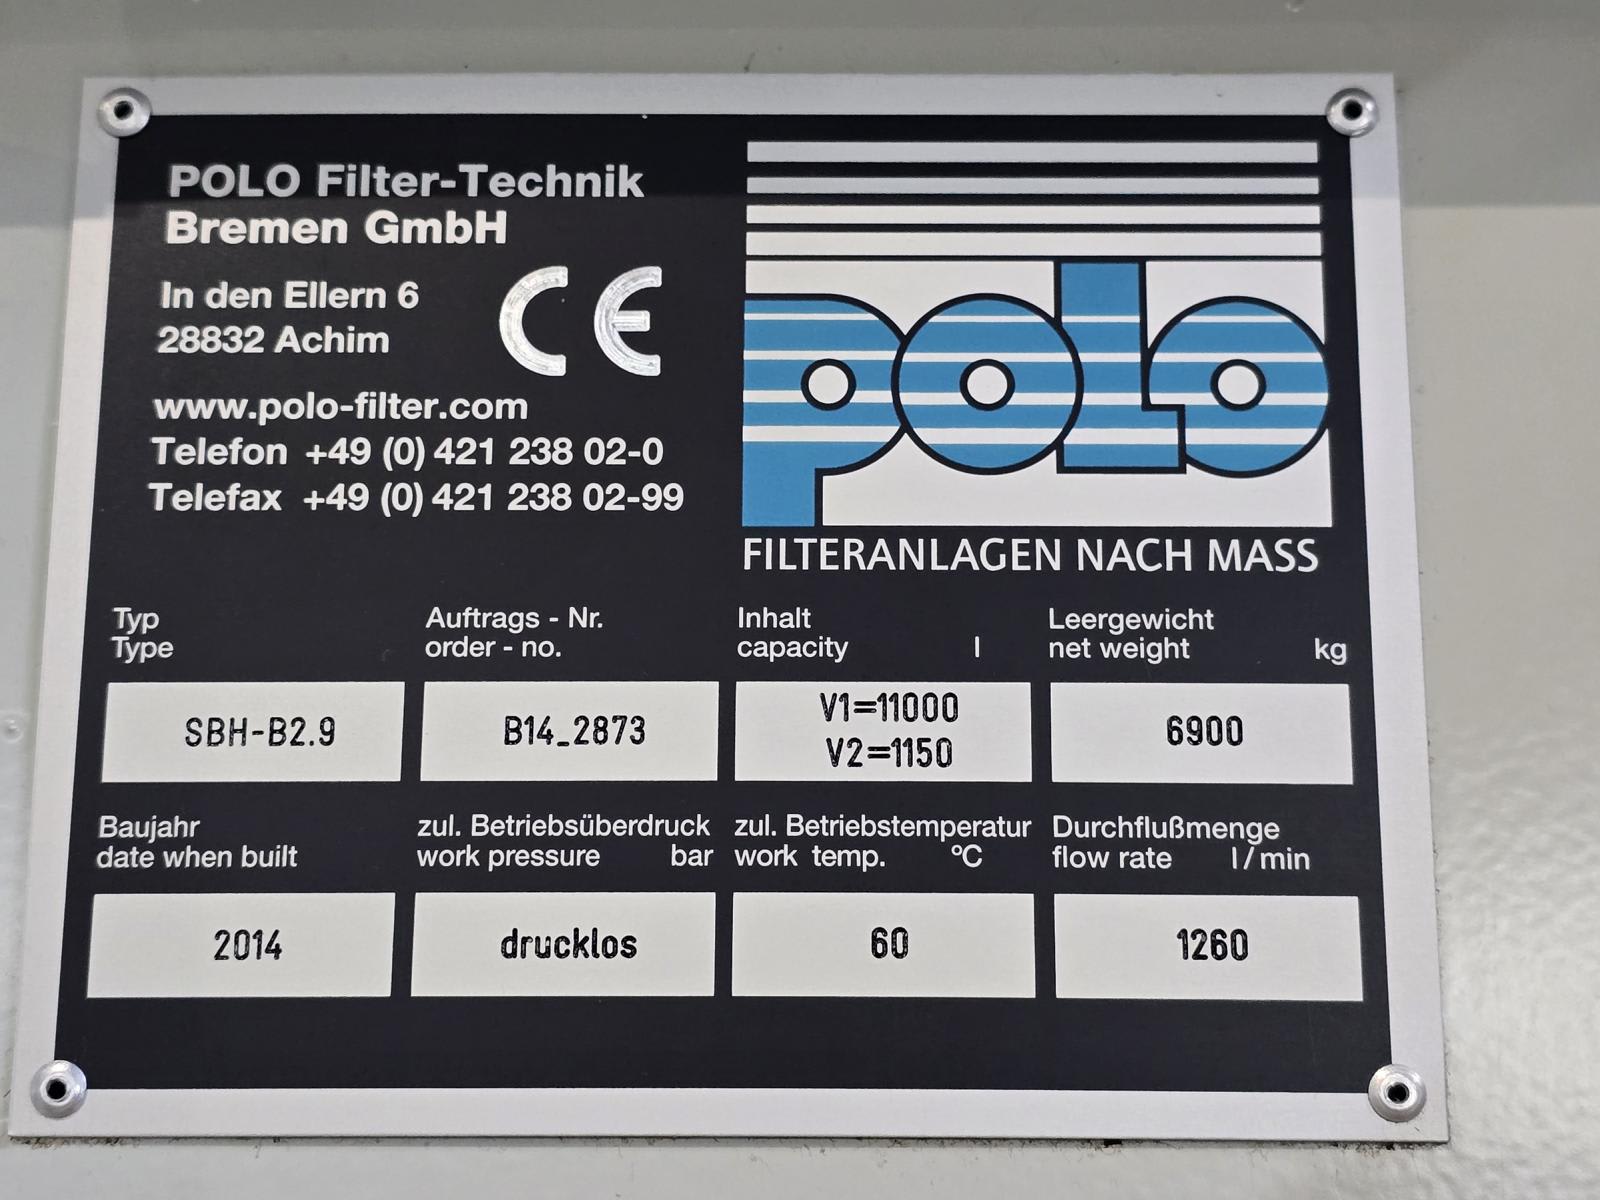 POLO Filter-Technik
Bremen GmbH
In den Ellern 6
28832 Achim
CE
www.polo-filter.com
Telefon +49 (0) 421 238 02-0
Telefax +49 (0) 421 238 02-99
polo
FILTERANLAGEN NACH MASS
Typ
Type
SBH-B2.9
Auftrags - Nr.
order - no.
B14_2873
Inhalt
capacity l
V1=11000
V2=1150
Leergewicht
net weight kg
6900
Baujahr
date when built
2014
zul. Betriebsüberdruck
work pressure bar
drucklos
zul. Betriebstemperatur
work temp. °C
60
Durchflußmenge
flow rate l/min
1260